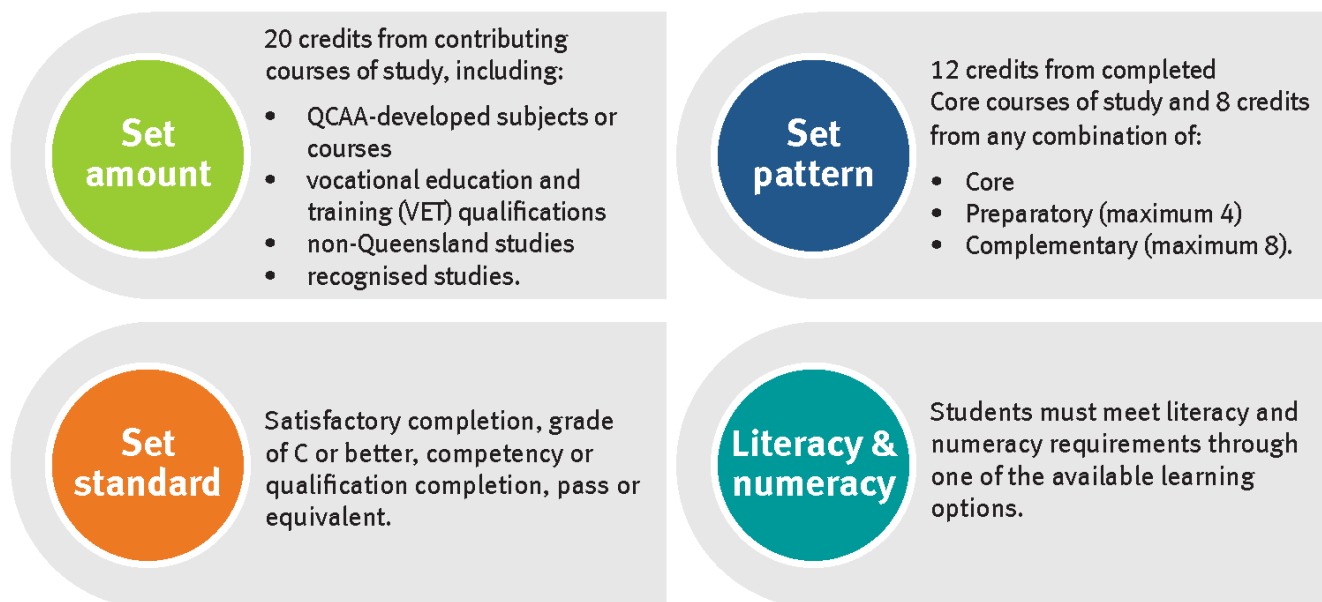 Set
amount
20 credits from contributing
courses of study, including:
• QCAA-developed subjects or
courses
• vocational education and
training (VET) qualifications
• non-Queensland studies
• recognised studies.
Set
pattern
12 credits from completed
Core courses of study and 8 credits
from any combination of:
• Core
• Preparatory (maximum 4)
• Complementary (maximum 8).
Set
standard
Satisfactory completion, grade
of C or better, competency or
qualification completion, pass or
equivalent.
Literacy &
numeracy
Students must meet literacy and
numeracy requirements through
one of the available learning
options.